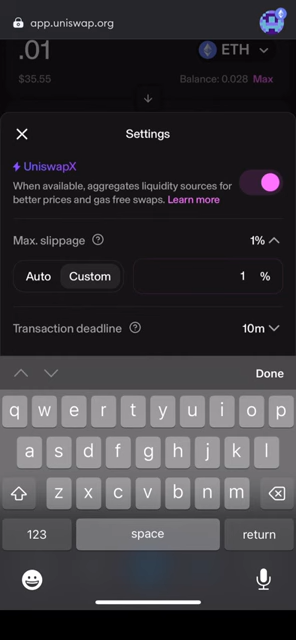 app.uniswap.org
.01
ETH
$35.55
Balance: 0.028 Max
Settings
UniswapX
When available, aggregates liquidity sources for
better prices and gas free swaps. Learn more
Max. slippage
1%
Auto
Custom
1 %
Transaction deadline
10m
Done
q w e r t y u i o p
a s d f g h j k l
z x c v b n m
123
space
return